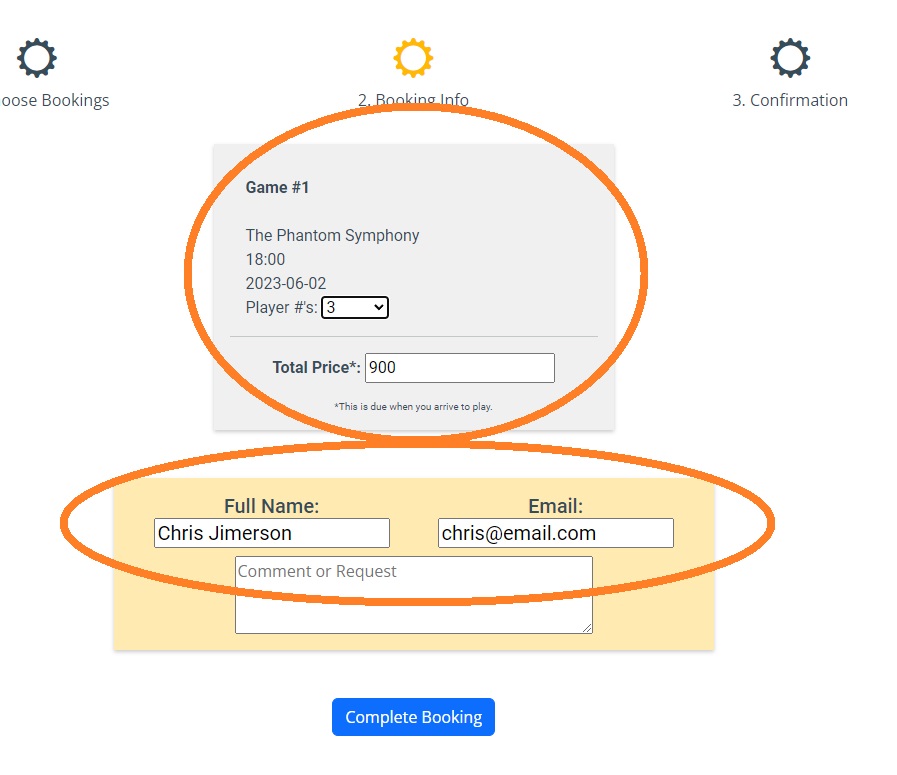 oose Bookings
2. Booking Info
3. Confirmation
Game #1
The Phantom Symphony
18:00
2023-06-02
Player #'s: 3
Total Price*: 900
*This is due when you arrive to play.
Full Name: Email:
Chris Jimerson chris@email.com
Comment or Request
Complete Booking